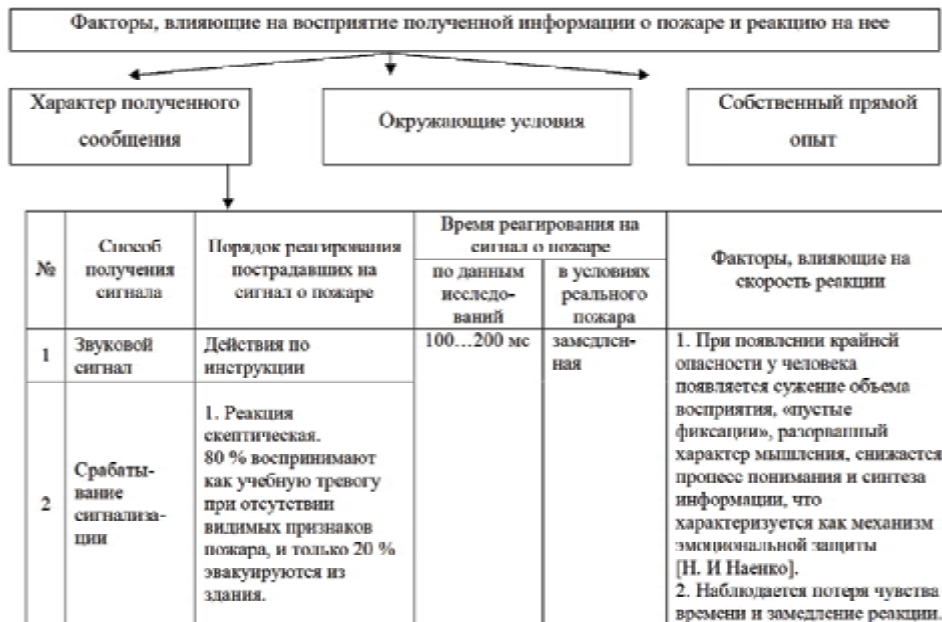 Факторы, влияющие на восприятие полученной информации о пожаре и реакцию на нее
Характер полученного
сообщения
Окружающие условия
Собственный прямой
опыт
№
Способ
получения
сигнала
Порядок реагирования
пострадавших на
сигнал о пожаре
Время реагирования на
сигнал о пожаре
по данным
исследо-
ваний
в условиях
реального
пожара
Факторы, влияющие на
скорость реакции
1
Звуковой
сигнал
Действия по
инструкции
100…200 мс
замедлен-
ная
1. При появлении крайней
опасности у человека
появляется сужение объема
восприятия, «пустые
фиксации», разорванный
характер мышления, снижается
процесс понимания и синтеза
информации, что
характеризуется как механизм
эмоциональной защиты
[Н. И Наенко].
2. Наблюдается потеря чувства
времени и замедление реакции.
2
Срабаты-
вание
сигнализа-
ции
1. Реакция
скептическая.
80 % воспринимают
как учебную тревогу
при отсутствии
видимых признаков
пожара, и только 20 %
эвакуируются из
здания.